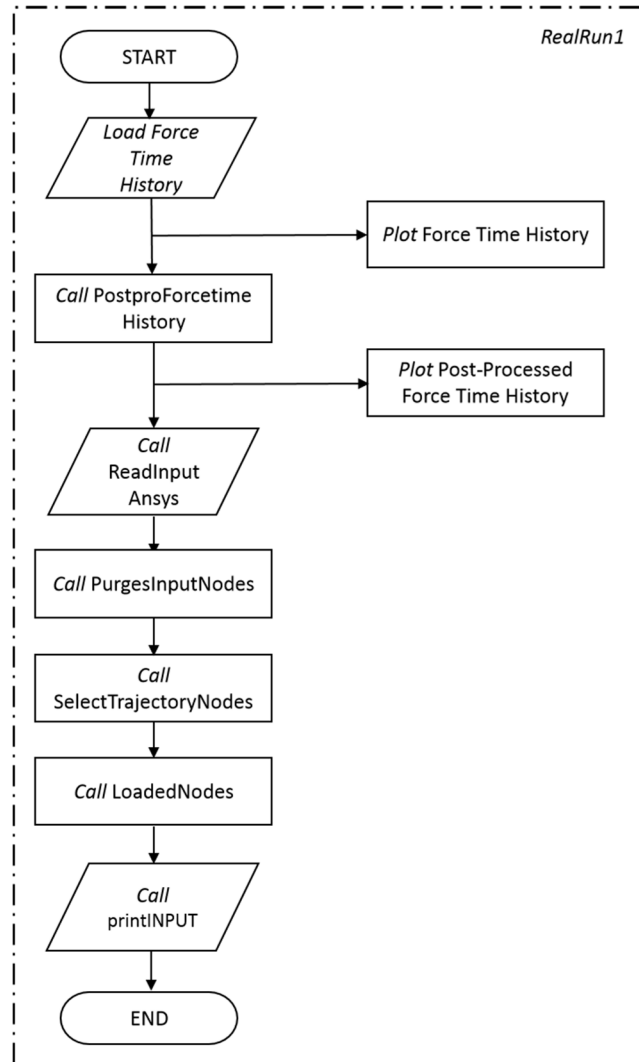 RealRun1
START
Load Force
Time
History
Plot Force Time History
Call PostproForcetime
History
Plot Post-Processed
Force Time History
Call
ReadInput
Ansys
Call PurgesInputNodes
Call
SelectTrajectoryNodes
Call LoadedNodes
Call
printINPUT
END